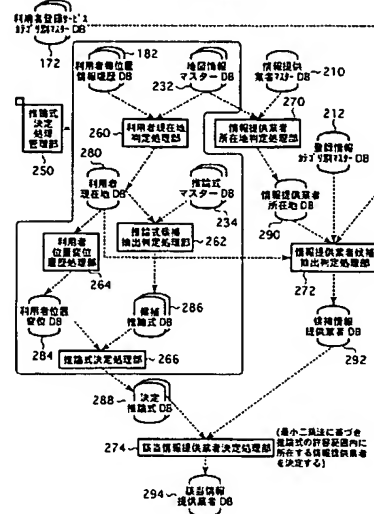 利用者登録サービス
カテゴリ別マスターDB
172
182
利用者毎位置
情報履歴DB
地図情報
マスターDB
232
情報提供
業者マスターDB
210
推論式
決定
処理
管理部
250
260
利用者現在地
判定処理部
270
情報提供業者
所在地判定処理部
212
登録情報
カテゴリ別マスターDB
280
利用者
現在地DB
推論式
マスターDB
234
情報提供業者
所在地DB
290
利用者
位置変位
履歴処理部
264
推論式候補
抽出判定処理部
262
情報提供業者候補
抽出判定処理部
272
利用者位置
変位DB
284
候補
推論式DB
286
候補情報
提供業者DB
292
推論式決定処理部
266
288
決定
推論式DB
274
該当情報提供業者決定処理部
(最小二乗法に基づき
推論式の許容範囲内に
所在する情報提供業者
を決定する)
294
該当情報
提供業者DB